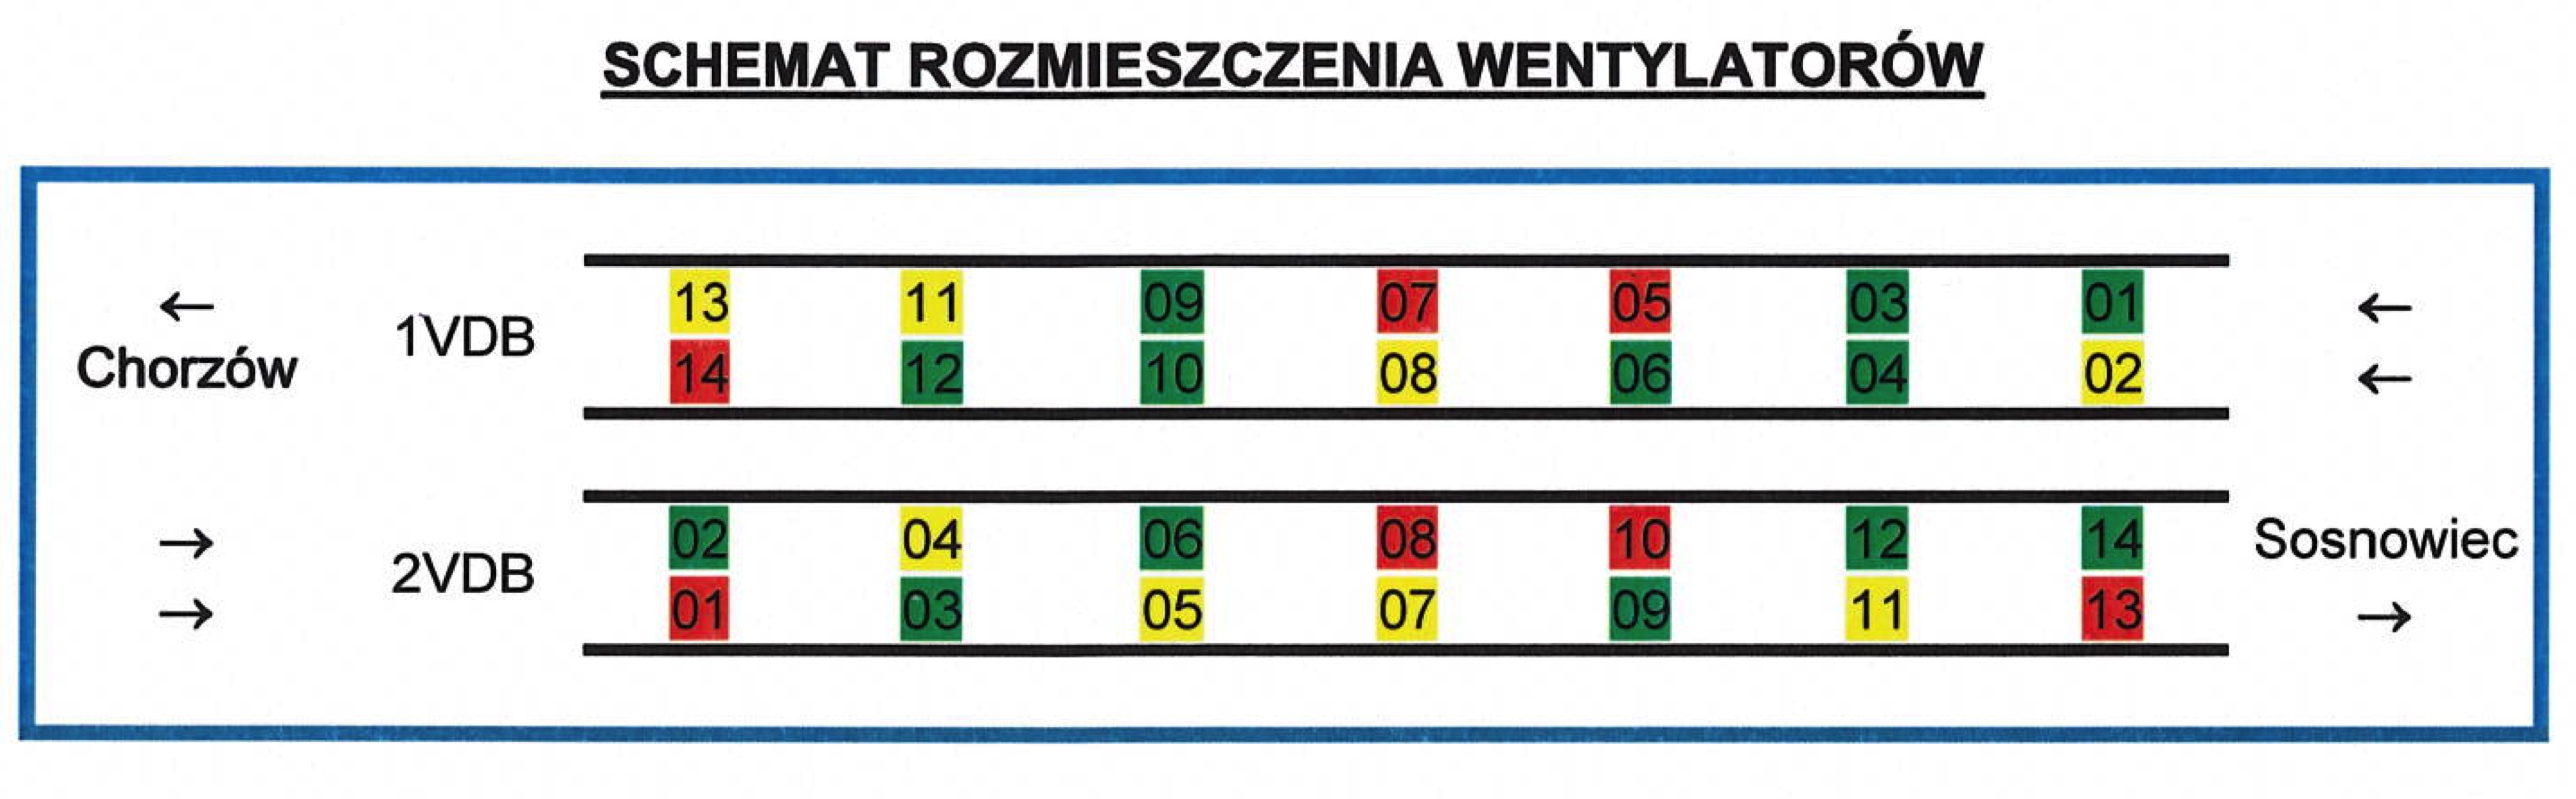 SCHEMAT ROZMIESZCZENIA WENTYLATORÓW
← 13 11 09 07 05 03 01 ←
1VDB
Chorzów 14 12 10 08 06 04 02 ←
→ 02 04 06 08 10 12 14 Sosnowiec
2VDB
→ 01 03 05 07 09 11 13 →